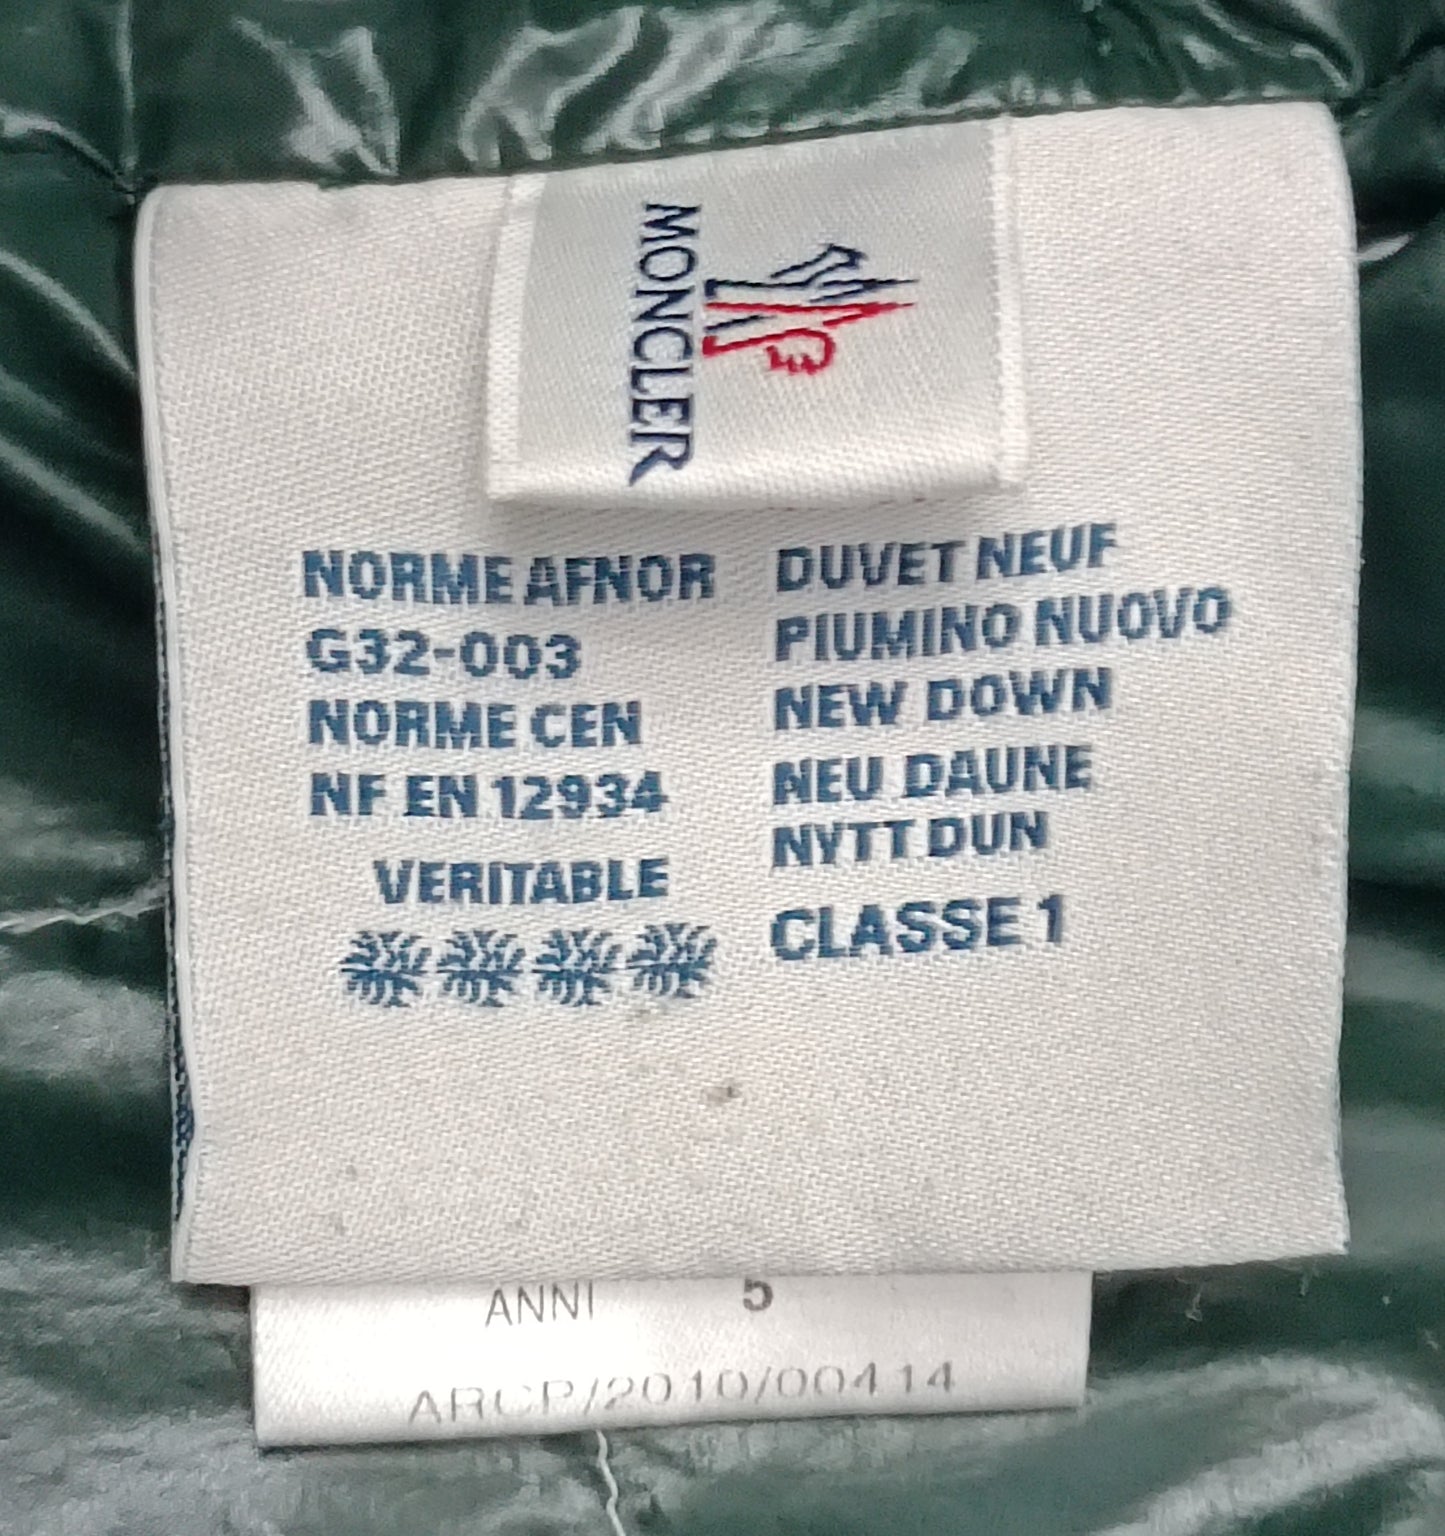 MONCLER
NORME AFNOR
G32-003
NORME CEN
NF EN 12934
VERITABLE
DUVET NEUF
PIUMINO NUOVO
NEW DOWN
NEU DAUNE
NYTT DUN
CLASSE 1
ANNI 5
ARCP/2010/00414